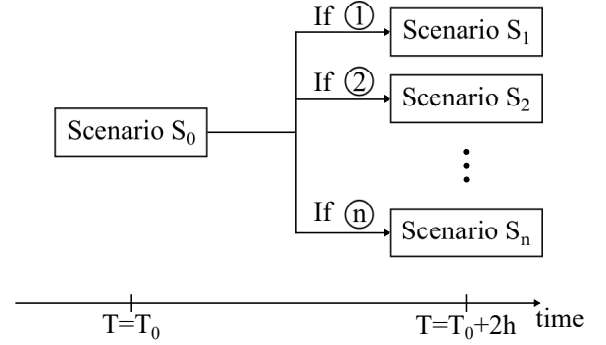 If ①
Scenario S₁
If ②
Scenario S₂
Scenario S₀
If ⓝ
Scenario Sₙ
T=T₀
T=T₀+2h
time